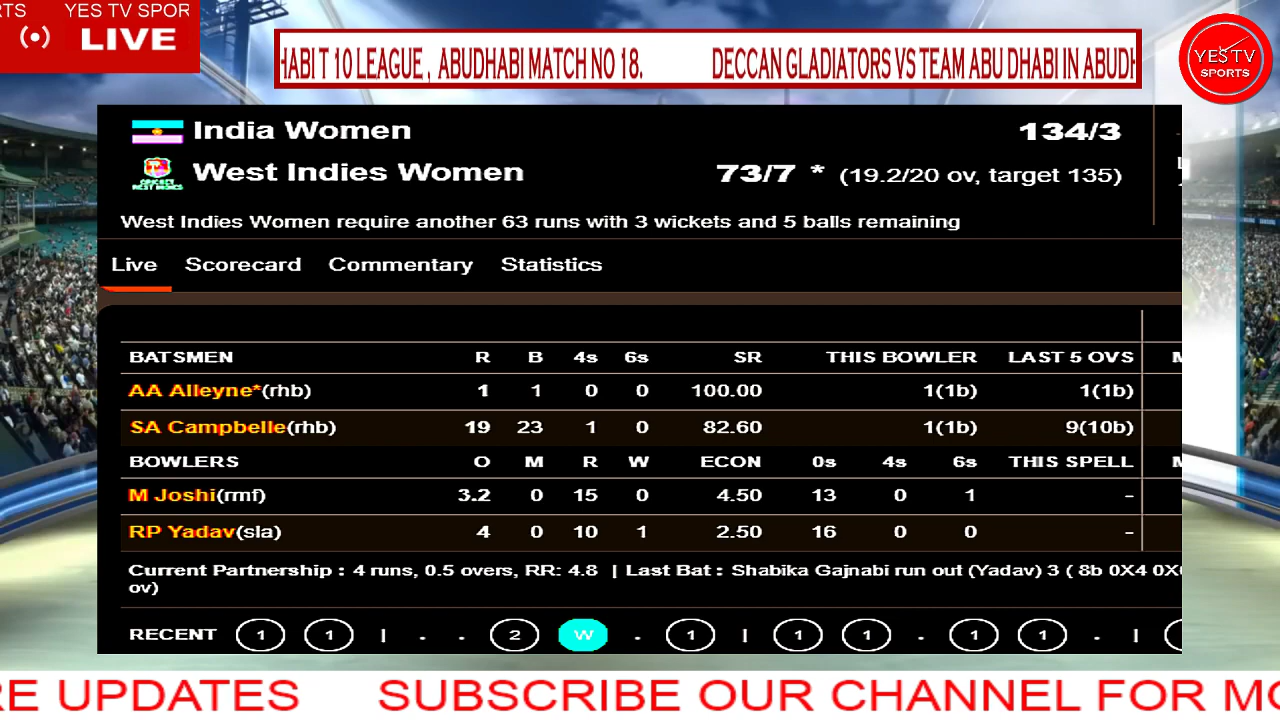 RTS YES TV SPOR
LIVE
HABI T 10 LEAGUE , ABUDHABI MATCH NO 18. DECCAN GLADIATORS VS TEAM ABU DHABI IN ABUDH
YES TV
SPORTS
India Women 134/3
West Indies Women 73/7 * (19.2/20 ov, target 135)
West Indies Women require another 63 runs with 3 wickets and 5 balls remaining
Live Scorecard Commentary Statistics
BATSMEN R B 4s 6s SR THIS BOWLER LAST 5 OVS
AA Alleyne*(rhb) 1 1 0 0 100.00 1(1b) 1(1b)
SA Campbelle(rhb) 19 23 1 0 82.60 1(1b) 9(10b)
BOWLERS O M R W ECON 0s 4s 6s THIS SPELL
M Joshi(rmf) 3.2 0 15 0 4.50 13 0 1 –
RP Yadav(sla) 4 0 10 1 2.50 16 0 0 –
Current Partnership : 4 runs, 0.5 overs, RR: 4.8 | Last Bat : Shabika Gajnabi run out (Yadav) 3 ( 8b 0X4 0X
ov)
RECENT 1 1 | . . 2 W . 1 | 1 1 . 1 1 . |
RE UPDATES SUBSCRIBE OUR CHANNEL FOR MO